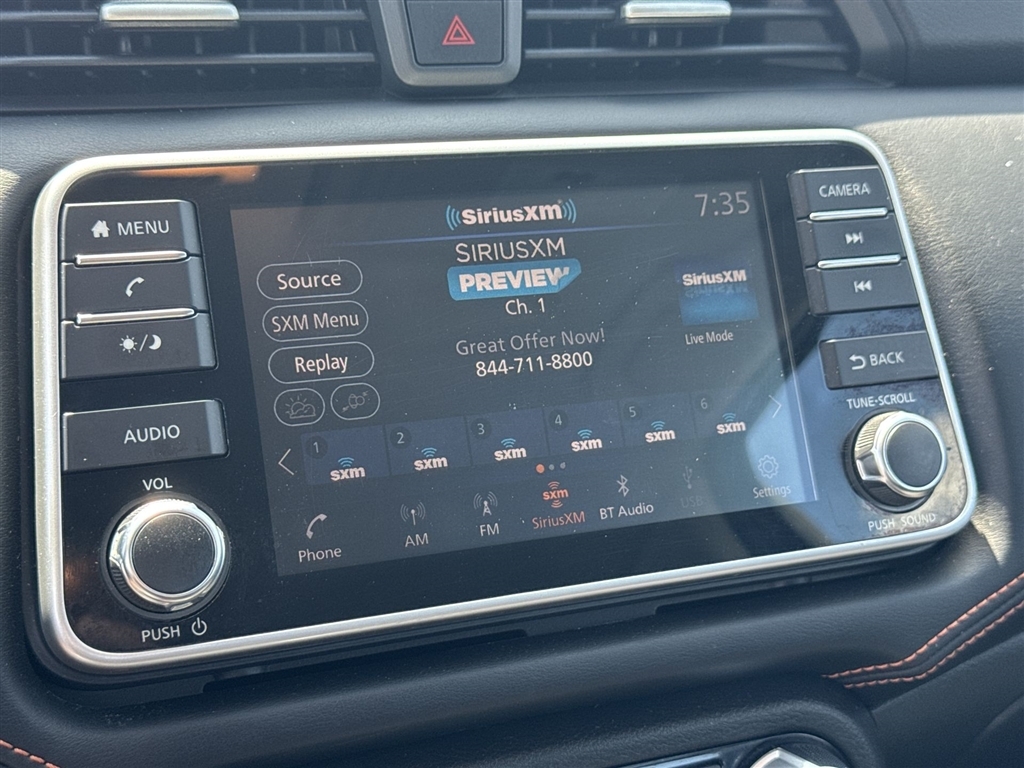 MENU
AUDIO
VOL
PUSH
SiriusXM
7:35
SIRIUSXM
PREVIEW
Ch. 1
Great Offer Now!
844-711-8800
Source
SXM Menu
Replay
SiriusXM
Live Mode
1 2 3 4 5 6
sxm sxm sxm sxm sxm sxm
Phone
AM
FM
sxm
SiriusXM
BT Audio
USB
Settings
CAMERA
BACK
TUNE·SCROLL
PUSH SOUND